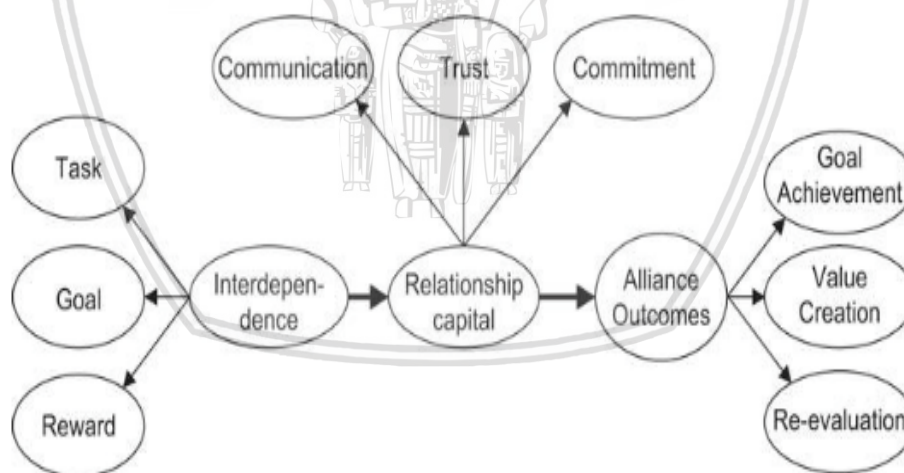 Communication
Trust
Commitment
Task
Goal
Achievement
Goal
Interdepen-
dence
Relationship
capital
Alliance
Outcomes
Value
Creation
Reward
Re-evaluation